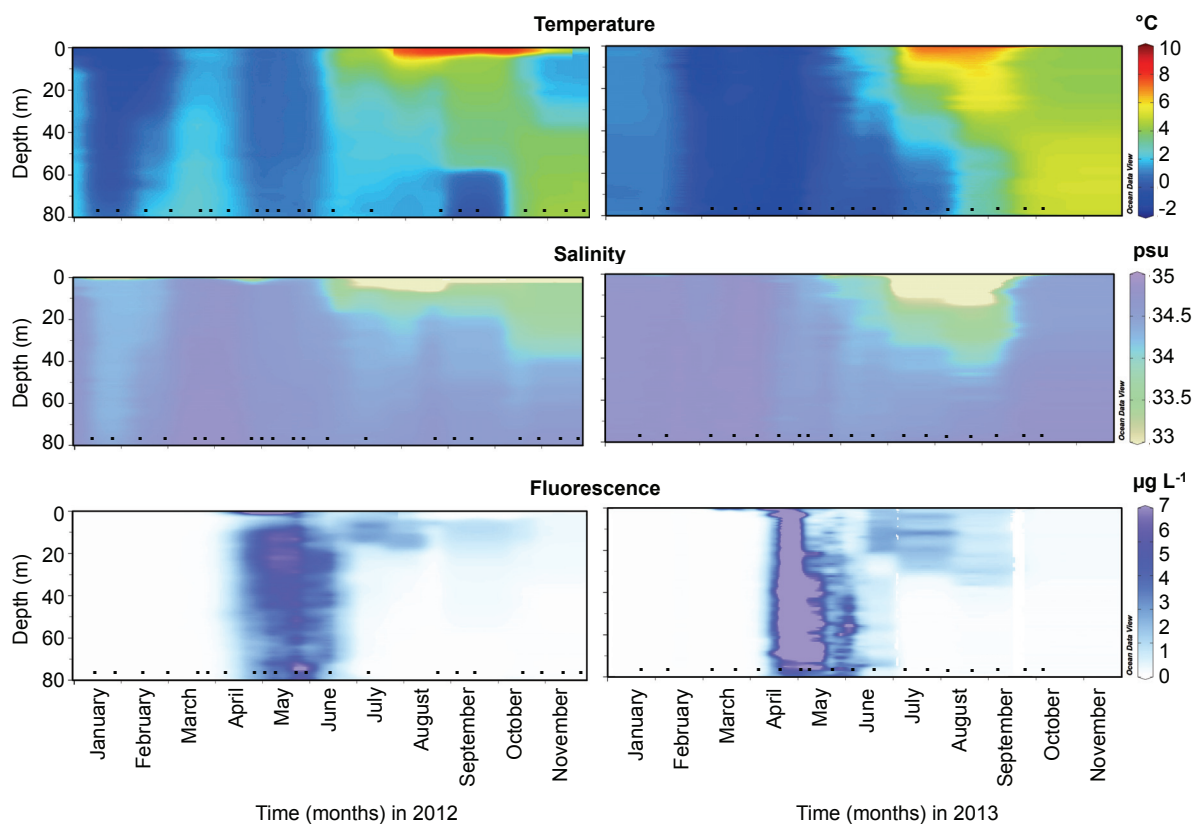 Temperature
°C
0
20
40
60
80
Depth (m)
10
8
6
4
2
0
-2
Ocean Data View
Salinity
psu
0
20
40
60
80
Depth (m)
35
34.5
34
33.5
33
Ocean Data View
Fluorescence
µg L-1
0
20
40
60
80
Depth (m)
7
6
5
4
3
2
1
0
Ocean Data View
January February March April May June July August September October November
January February March April May June July August September October November
Time (months) in 2012
Time (months) in 2013